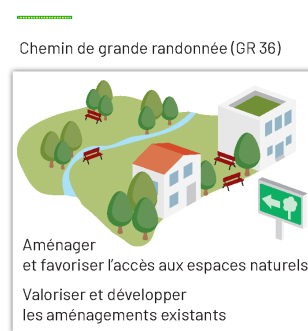 Chemin de grande randonnée (GR 36)
Aménager
et favoriser l'accès aux espaces naturels
Valoriser et développer
les aménagements existants